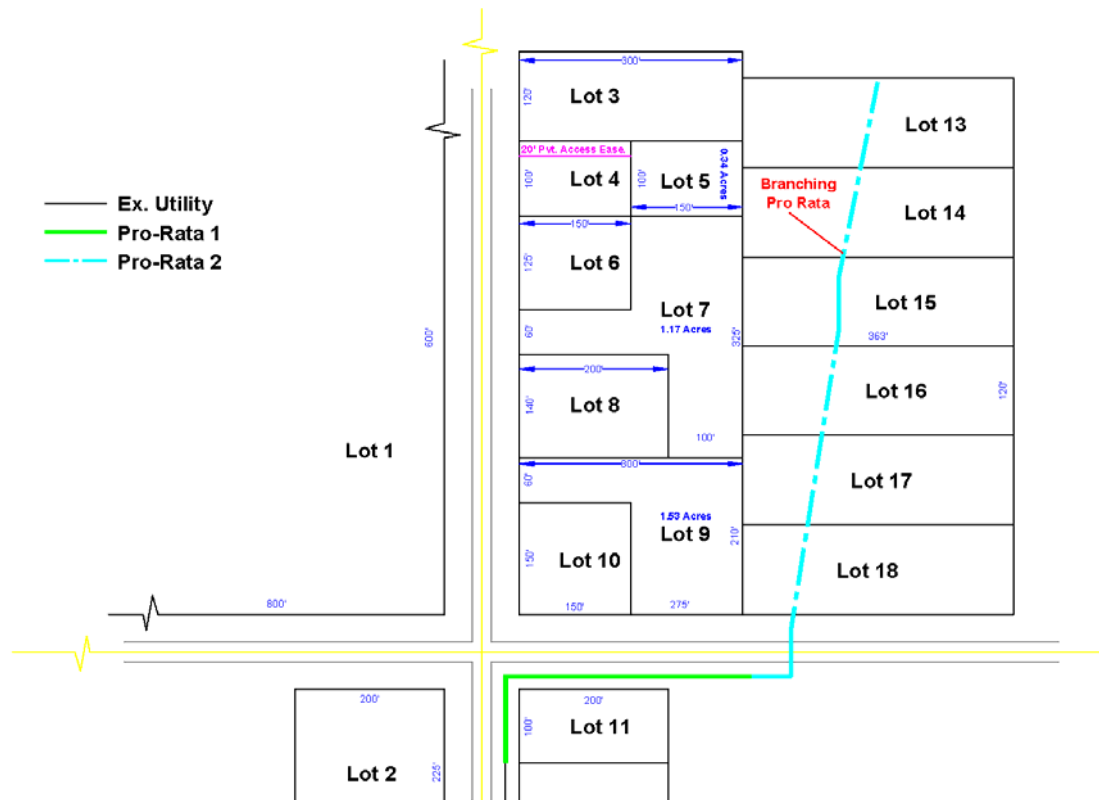 300'
120'
Lot 3
Lot 13
20' Pvt. Access Ease.
0.34 Acres
100'
Lot 4
100'
Lot 5
150'
Branching
Pro Rata
Ex. Utility
Pro-Rata 1
Pro-Rata 2
Lot 14
150'
125'
Lot 6
Lot 7
1.17 Acres
325'
60'
600'
Lot 15
363'
200'
140'
Lot 8
100'
Lot 16
120'
Lot 1
300'
60'
1.53 Acres
Lot 9
210'
Lot 17
150'
Lot 10
Lot 18
800'
150'
275'
200'
Lot 2
225'
200'
100'
Lot 11